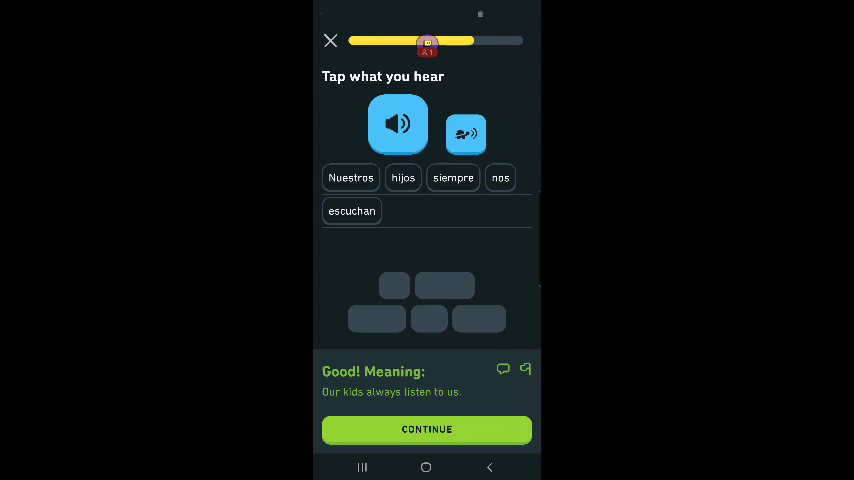 Tap what you hear
Nuestros hijos siempre nos
escuchan
Good! Meaning:
Our kids always listen to us.
CONTINUE